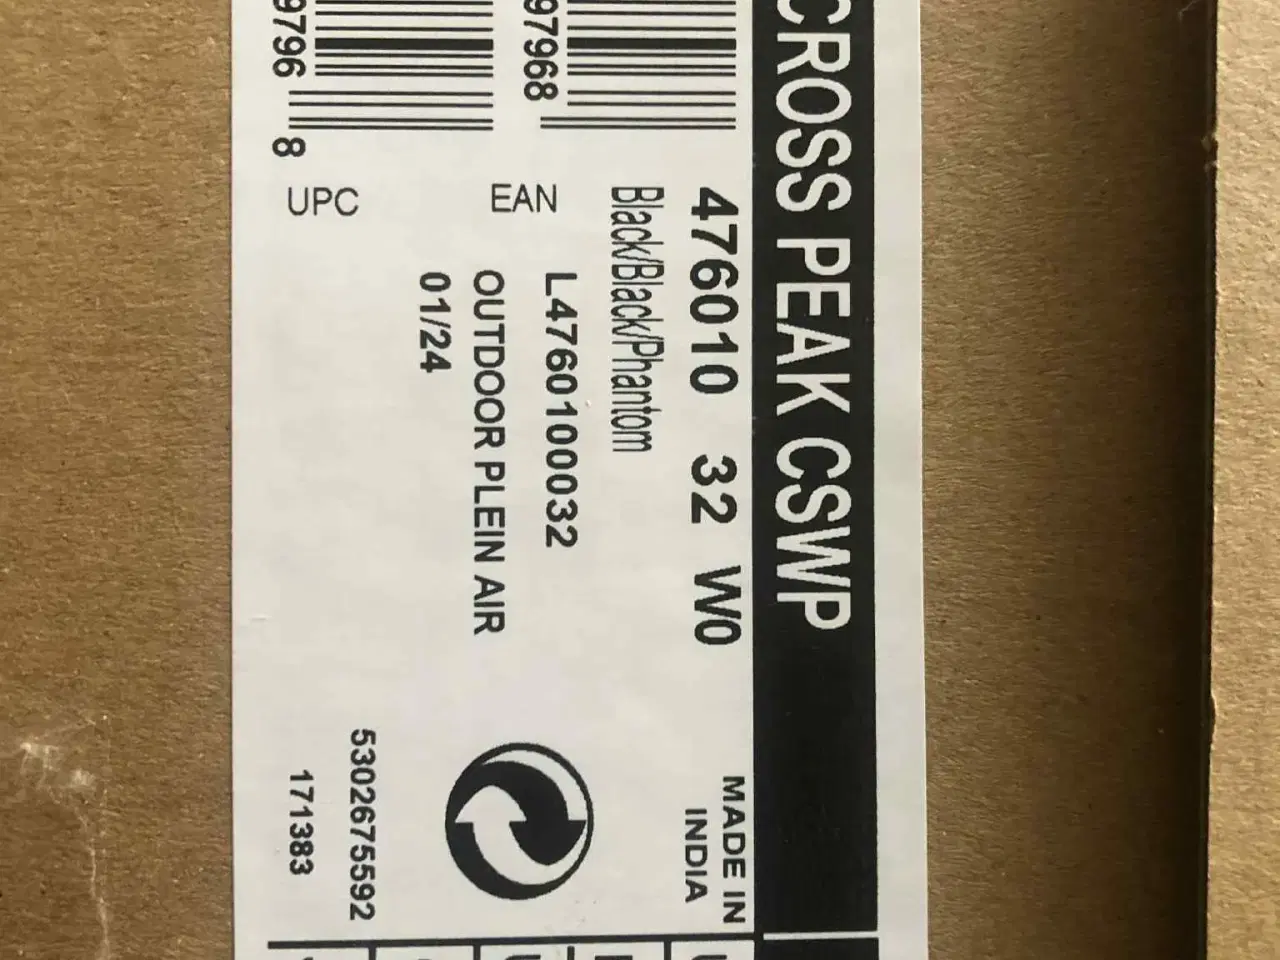 CROSS PEAK CSWP
476010 32 W0
MADE IN
INDIA
Black/Black/Phantom
97968
EAN
L47601000032
OUTDOOR PLEIN AIR
01/24
9796 8
UPC
5302675592
171383